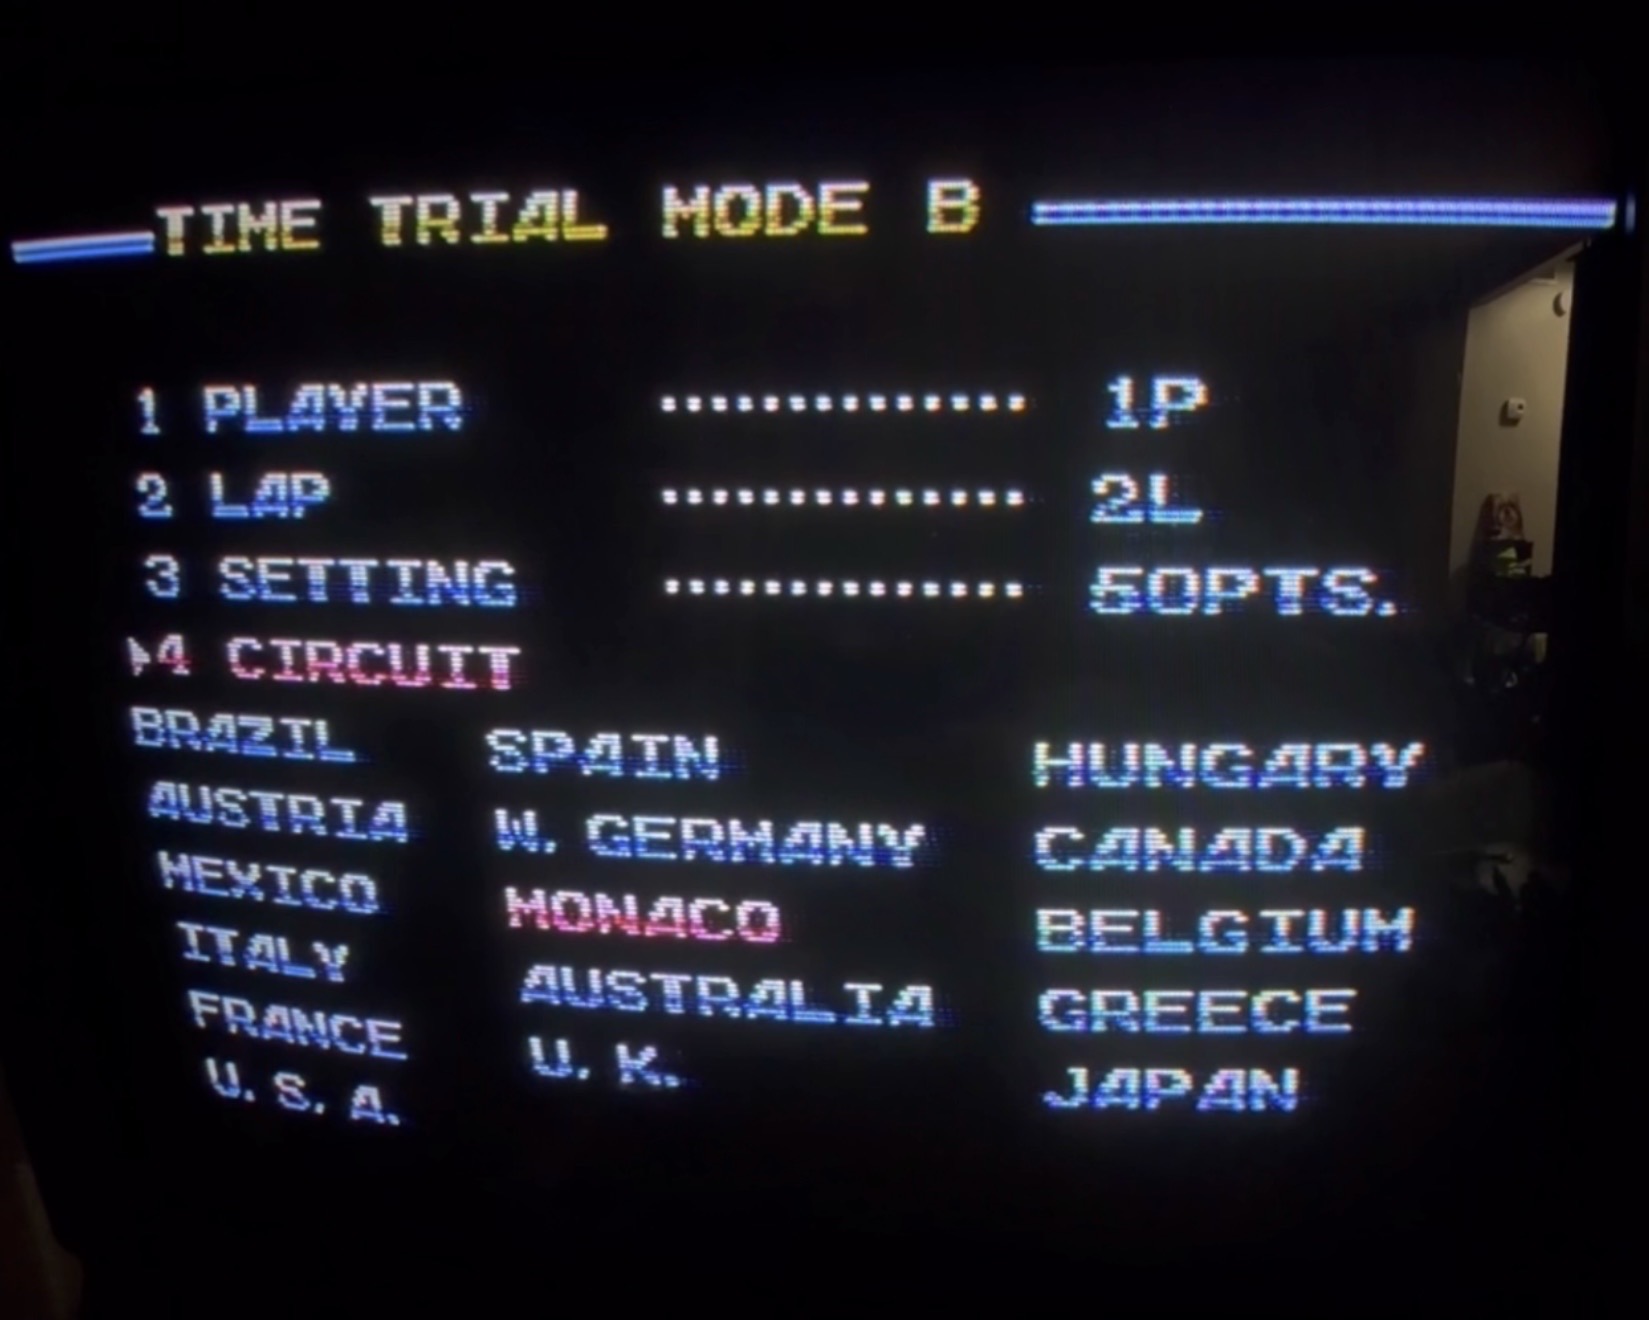 TIME TRIAL MODE B
1 PLAYER .............. 1P
2 LAP .............. 2L
3 SETTING .............. 50PTS.
▶4 CIRCUIT
BRAZIL SPAIN HUNGARY
AUSTRIA W. GERMANY CANADA
MEXICO MONACO BELGIUM
ITALY AUSTRALIA GREECE
FRANCE U. K. JAPAN
U. S. A.